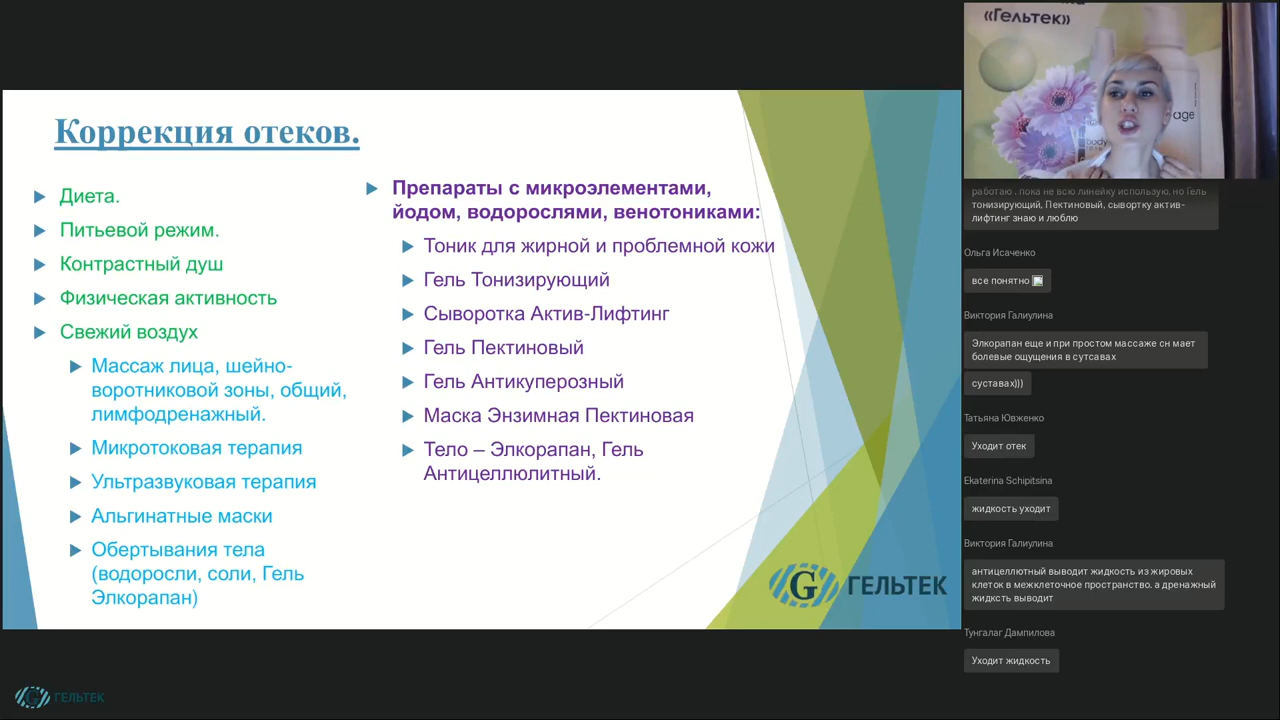 Коррекция отеков.
Диета.
Питьевой режим.
Контрастный душ
Физическая активность
Свежий воздух
Массаж лица, шейно-
воротниковой зоны, общий,
лимфодренажный.
Микротоковая терапия
Ультразвуковая терапия
Альгинатные маски
Обертывания тела
(водоросли, соли, Гель
Элкорапан)
Препараты с микроэлементами,
йодом, водорослями, венотониками:
Тоник для жирной и проблемной кожи
Гель Тонизирующий
Сыворотка Актив-Лифтинг
Гель Пектиновый
Гель Антикуперозный
Маска Энзимная Пектиновая
Тело – Элкорапан, Гель
Антицеллюлитный.
G ГЕЛЬТЕК
G ГЕЛЬТЕК
«Гельтек»
age
body
работаю . пока не всю линейку использую, но Гель
тонизирующий, Пектиновый, сывортку актив-
лифтинг знаю и люблю
Ольга Исаченко
все понятно
Виктория Галиулина
Элкорапан еще и при простом массаже сн мает
болевые ощущения в сутсавах
суставах)))
Татьяна Ювженко
Уходит отек
Ekaterina Schipitsina
жидкость уходит
Виктория Галиулина
антицеллютный выводит жидкость из жировых
клеток в межклеточное пространство. а дренажный
жидксть выводит
Тунгалаг Дампилова
Уходит жидкость